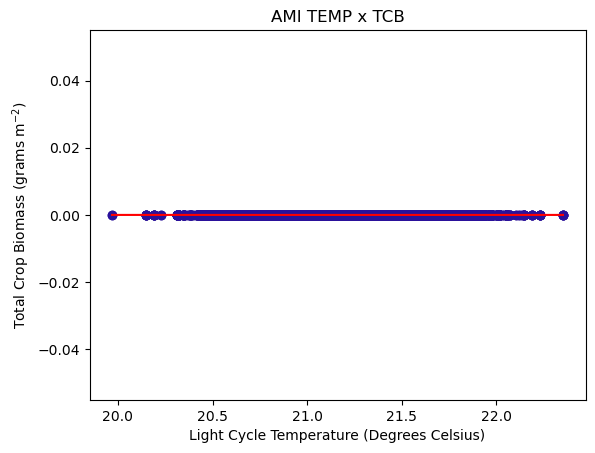 AMI TEMP x TCB
Total Crop Biomass (grams m⁻²)
0.04
0.02
0.00
−0.02
−0.04
20.0 20.5 21.0 21.5 22.0
Light Cycle Temperature (Degrees Celsius)